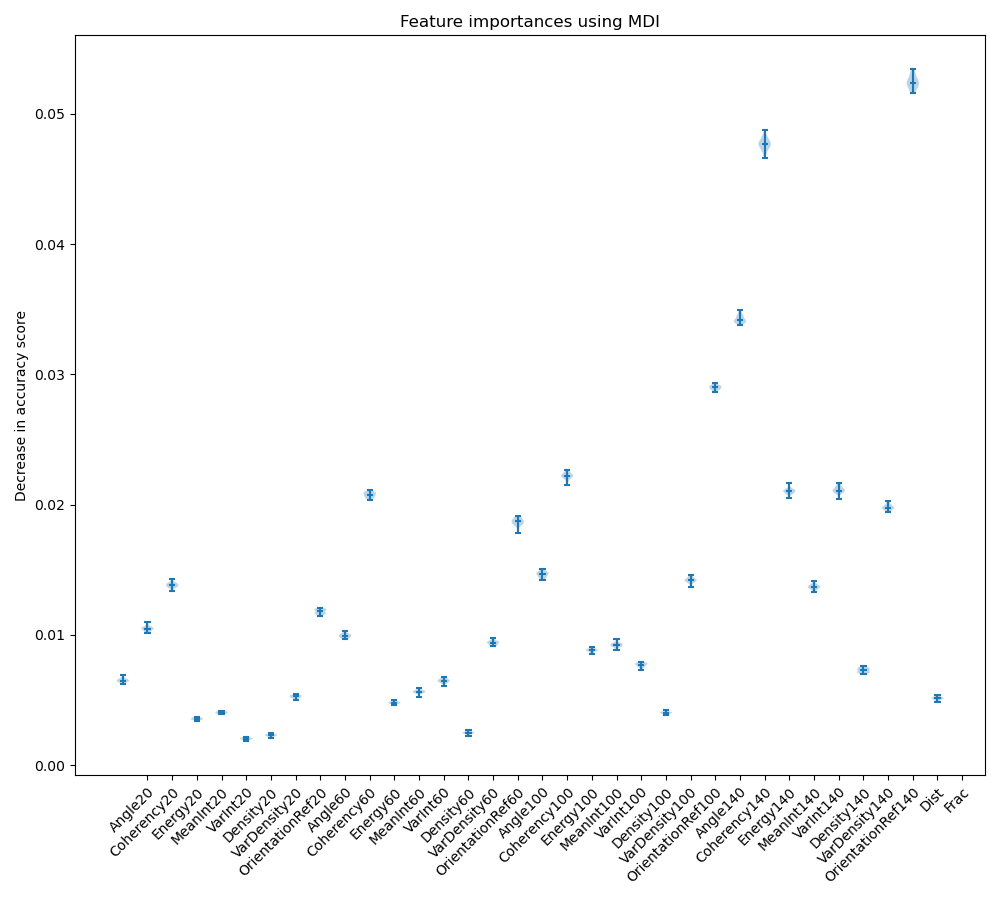 Feature importances using MDI
Decrease in accuracy score
0.05
0.04
0.03
0.02
0.01
0.00
Angle20
Coherency20
Energy20
MeanInt20
VarInt20
Density20
VarDensity20
OrientationRef20
Angle60
Coherency60
Energy60
MeanInt60
VarInt60
Density60
VarDensity60
OrientationRef60
Angle100
Coherency100
Energy100
MeanInt100
VarInt100
Density100
VarDensity100
OrientationRef100
Angle140
Coherency140
Energy140
MeanInt140
VarInt140
Density140
VarDensity140
OrientationRef140
Dist
Frac